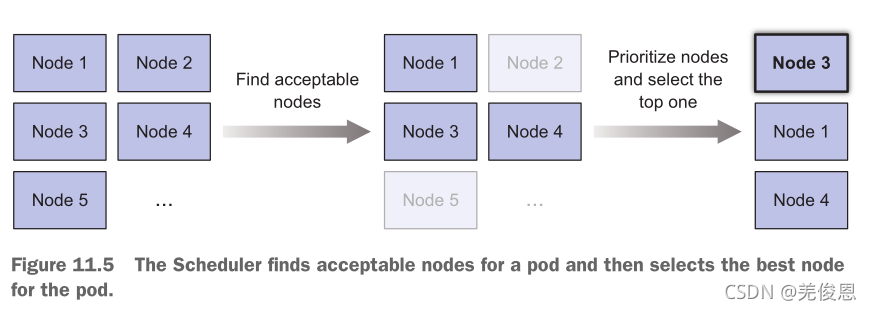 Node 1
Node 2
Node 3
Node 4
Node 5
...
Find acceptable
nodes
Node 1
Node 2
Node 3
Node 4
Node 5
...
Prioritize nodes
and select the
top one
Node 3
Node 1
Node 4
Figure 11.5 The Scheduler finds acceptable nodes for a pod and then selects the best node
for the pod.
CSDN @羌俊恩